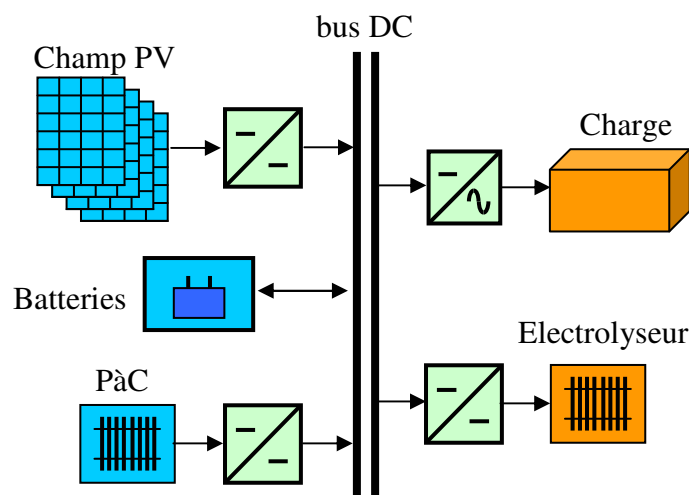 bus DC
Champ PV
Charge
Batteries
Electrolyseur
PàC